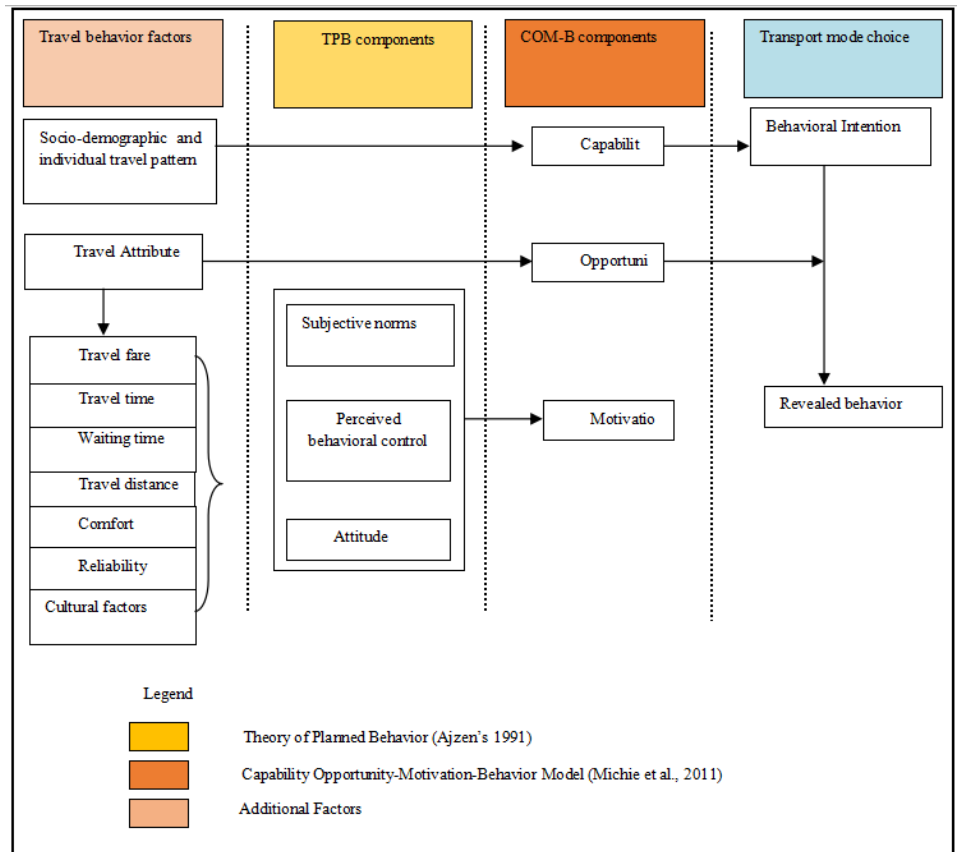 Travel behavior factors
TPB components
COM-B components
Transport mode choice
Socio-demographic and
individual travel pattern
Capabilit
Behavioral Intention
Travel Attribute
Opportuni
Subjective norms
Travel fare
Travel time
Perceived
behavioral control
Motivatio
Revealed behavior
Waiting time
Travel distance
Comfort
Attitude
Reliability
Cultural factors
Legend
Theory of Planned Behavior (Ajzen's 1991)
Capability Opportunity-Motivation-Behavior Model (Michie et al., 2011)
Additional Factors